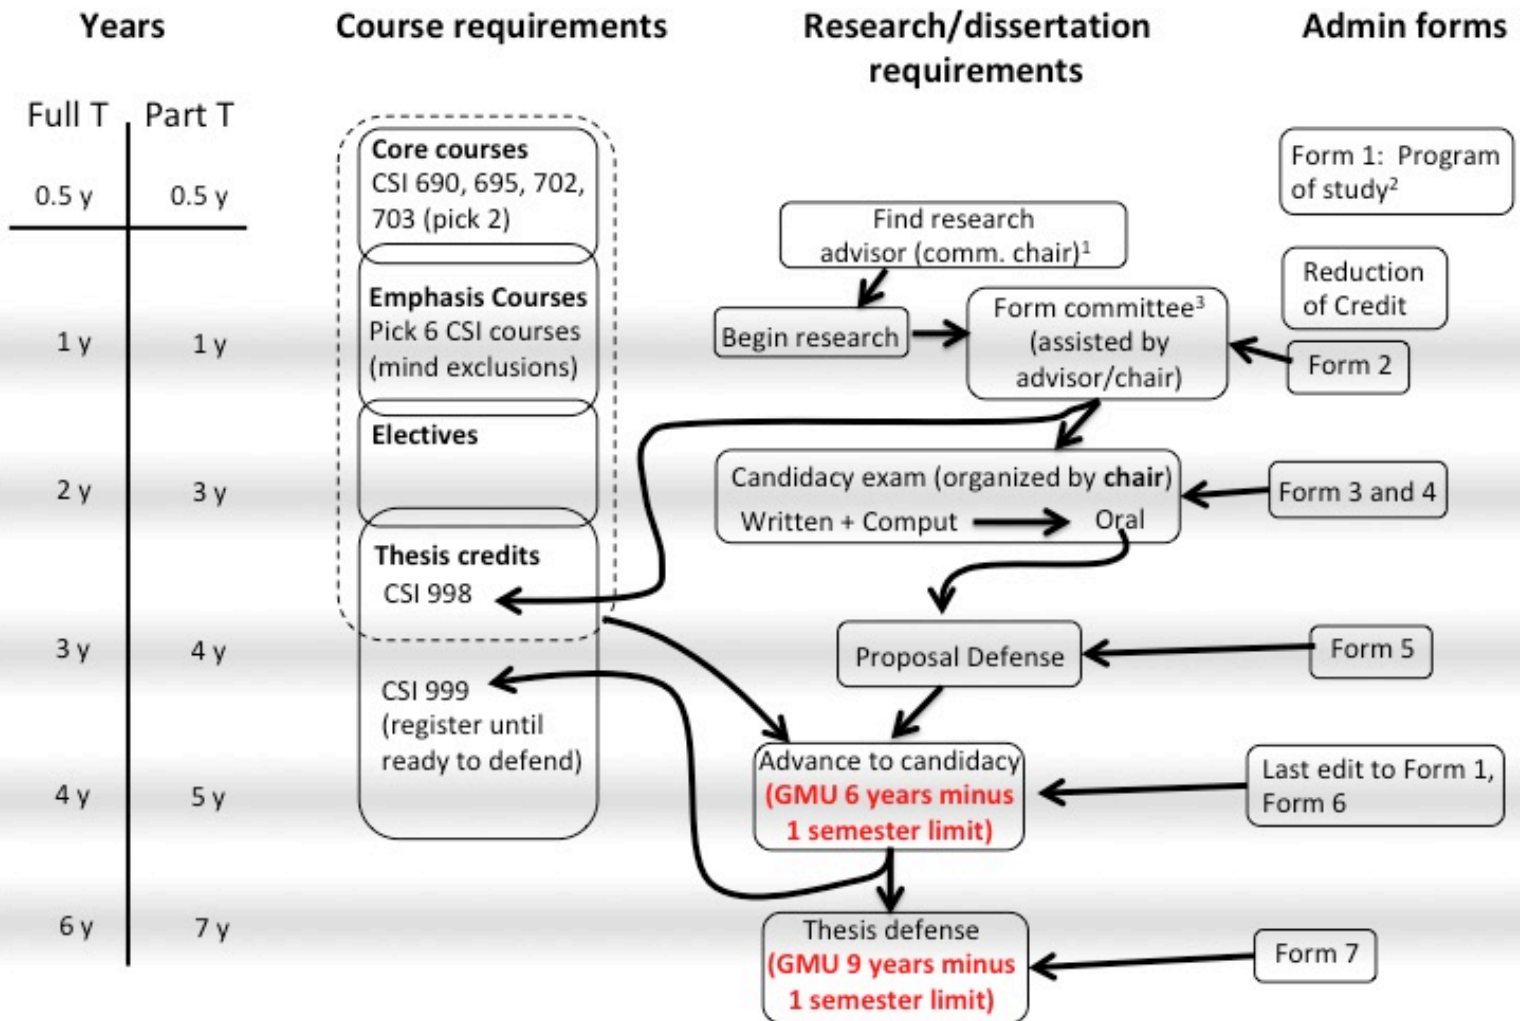 Years
Course requirements
Research/dissertation
requirements
Admin forms
Full T
Part T
0.5 y
0.5 y
1 y
1 y
2 y
3 y
3 y
4 y
4 y
5 y
6 y
7 y
Core courses
CSI 690, 695, 702,
703 (pick 2)
Emphasis Courses
Pick 6 CSI courses
(mind exclusions)
Electives
Thesis credits
CSI 998
CSI 999
(register until
ready to defend)
Find research
advisor (comm. chair)¹
Begin research
Form committee³
(assisted by
advisor/chair)
Candidacy exam (organized by chair)
Written + Comput
Oral
Proposal Defense
Advance to candidacy
(GMU 6 years minus
1 semester limit)
Thesis defense
(GMU 9 years minus
1 semester limit)
Form 1: Program
of study²
Reduction
of Credit
Form 2
Form 3 and 4
Form 5
Last edit to Form 1,
Form 6
Form 7